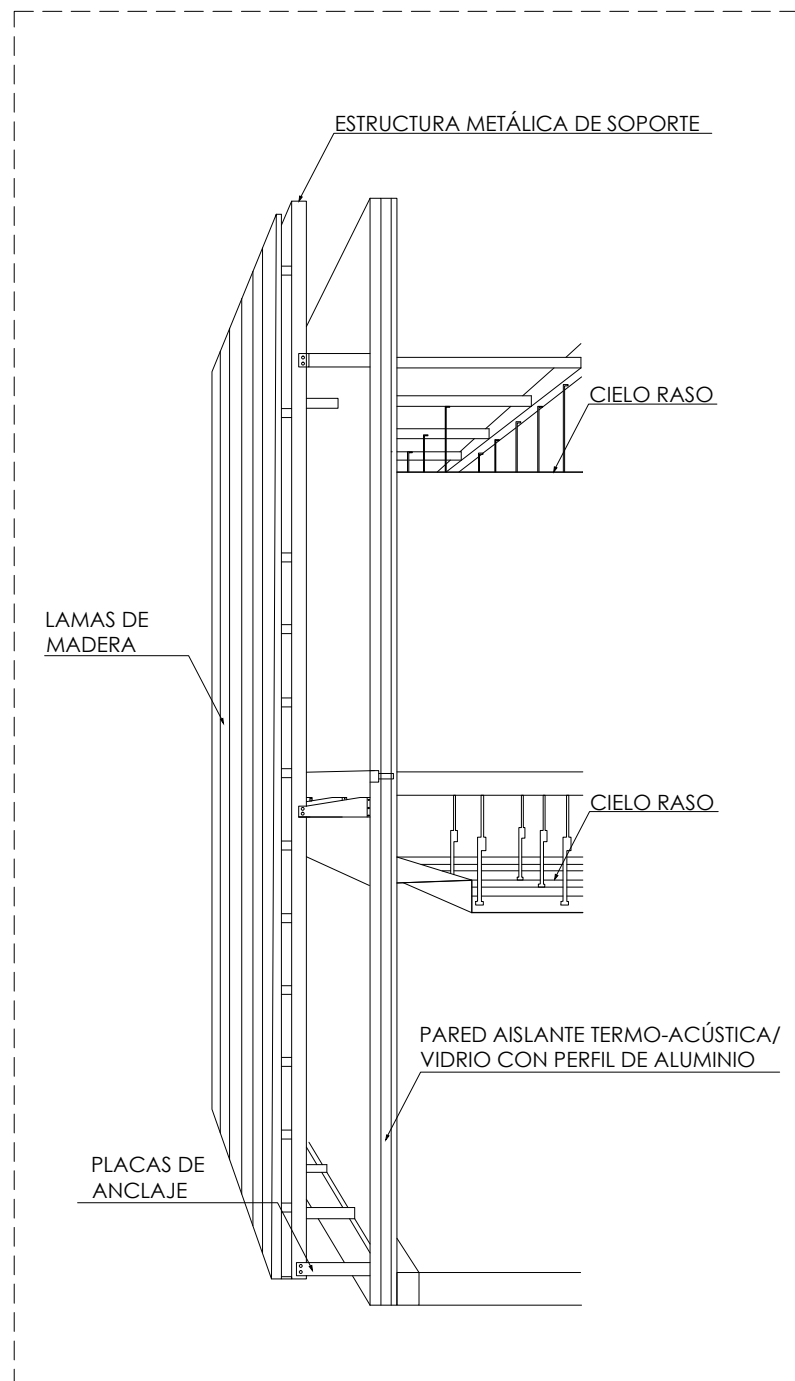 ESTRUCTURA METÁLICA DE SOPORTE
CIELO RASO
LAMAS DE
MADERA
CIELO RASO
PARED AISLANTE TERMO-ACÚSTICA/
VIDRIO CON PERFIL DE ALUMINIO
PLACAS DE
ANCLAJE